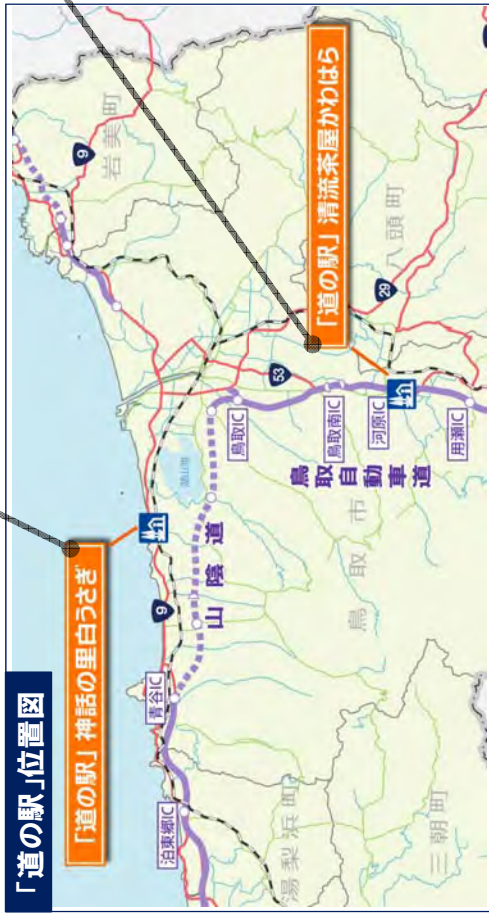 「道の駅」位置図
「道の駅」神話の里白うさぎ
「道の駅」清流茶屋かわはら
岩美町
9
9
湖山池
山陰道
青谷IC
泊東郷IC
湯梨浜町
三朝町
鳥取市
鳥取IC
53
鳥取南IC
鳥取自動車道
河原IC
用瀬IC
29
八頭町